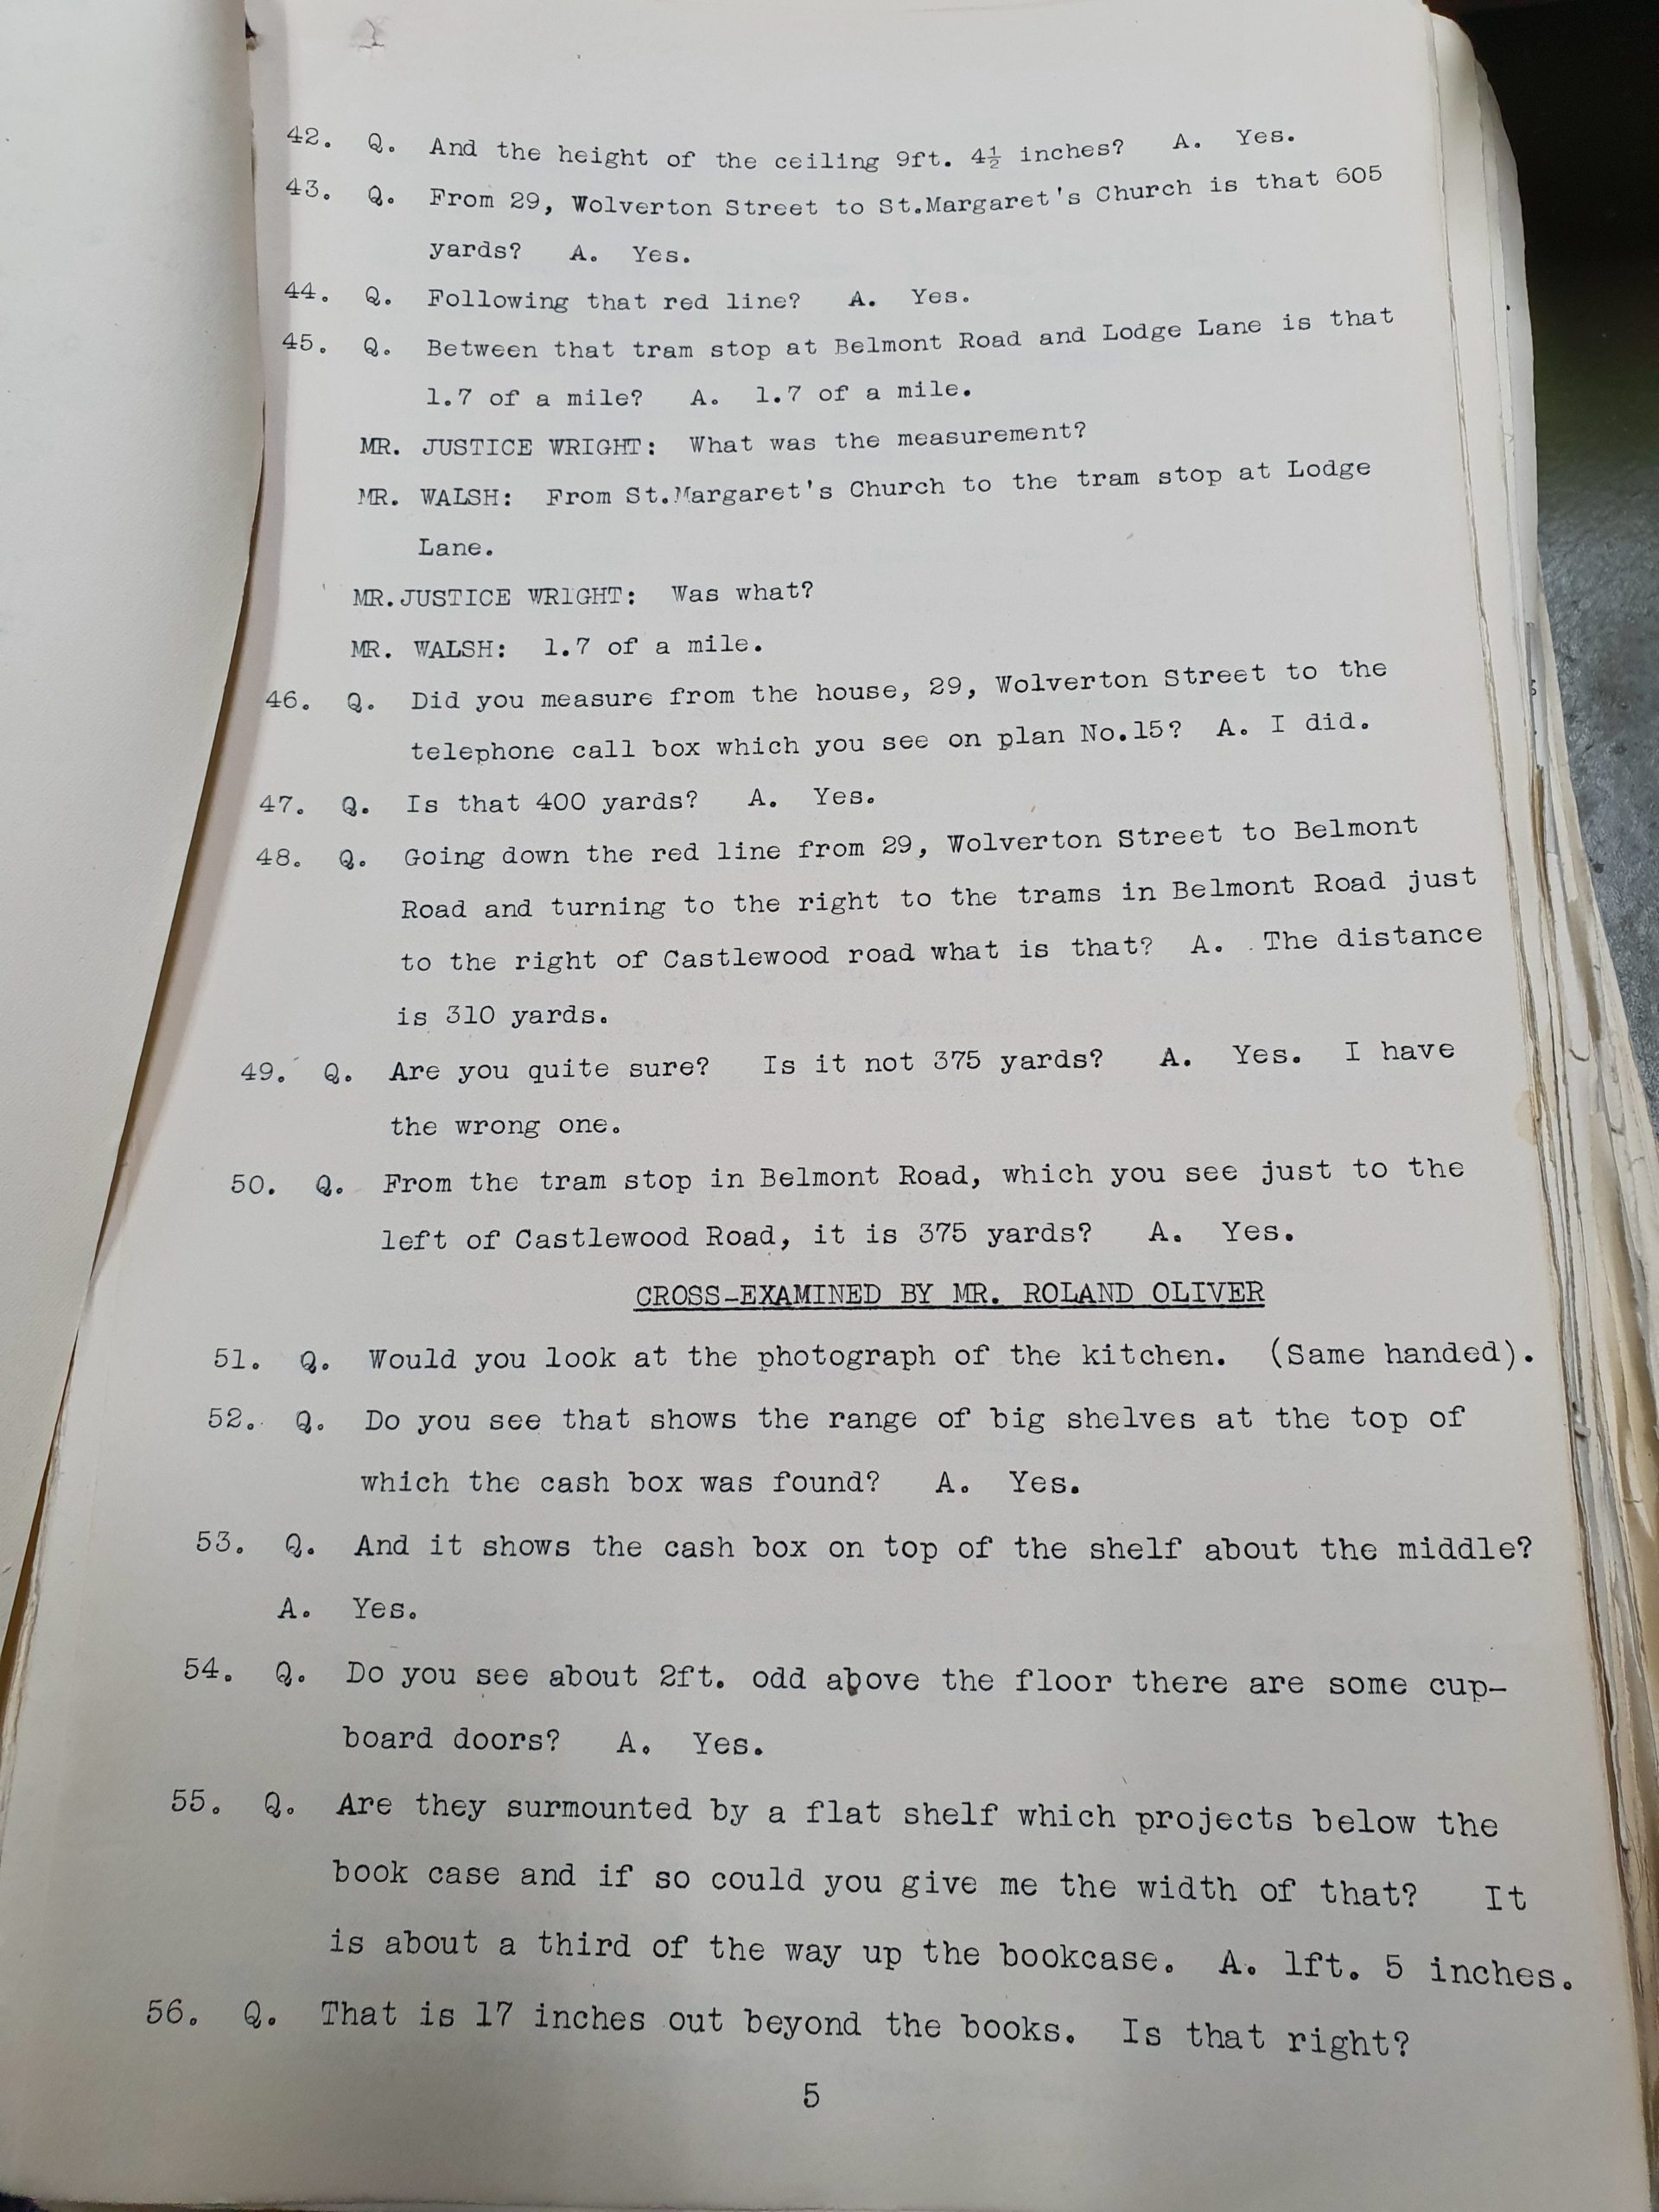 42. Q. And the height of the ceiling 9ft. 4½ inches? A. Yes.
43. Q. From 29, Wolverton Street to St.Margaret's Church is that 605
yards? A. Yes.
44. Q. Following that red line? A. Yes.
45. Q. Between that tram stop at Belmont Road and Lodge Lane is that
1.7 of a mile? A. 1.7 of a mile.
MR. JUSTICE WRIGHT: What was the measurement?
MR. WALSH: From St.Margaret's Church to the tram stop at Lodge
Lane.
MR.JUSTICE WRIGHT: Was what?
MR. WALSH: 1.7 of a mile.
46. Q. Did you measure from the house, 29, Wolverton Street to the
telephone call box which you see on plan No.15? A. I did.
47. Q. Is that 400 yards? A. Yes.
48. Q. Going down the red line from 29, Wolverton Street to Belmont
Road and turning to the right to the trams in Belmont Road just
to the right of Castlewood road what is that? A. The distance
is 310 yards.
49. Q. Are you quite sure? Is it not 375 yards? A. Yes. I have
the wrong one.
50. Q. From the tram stop in Belmont Road, which you see just to the
left of Castlewood Road, it is 375 yards? A. Yes.
CROSS-EXAMINED BY MR. ROLAND OLIVER
51. Q. Would you look at the photograph of the kitchen. (Same handed).
52. Q. Do you see that shows the range of big shelves at the top of
which the cash box was found? A. Yes.
53. Q. And it shows the cash box on top of the shelf about the middle?
A. Yes.
54. Q. Do you see about 2ft. odd above the floor there are some cup-
board doors? A. Yes.
55. Q. Are they surmounted by a flat shelf which projects below the
book case and if so could you give me the width of that? It
is about a third of the way up the bookcase. A. 1ft. 5 inches.
56. Q. That is 17 inches out beyond the books. Is that right?
5